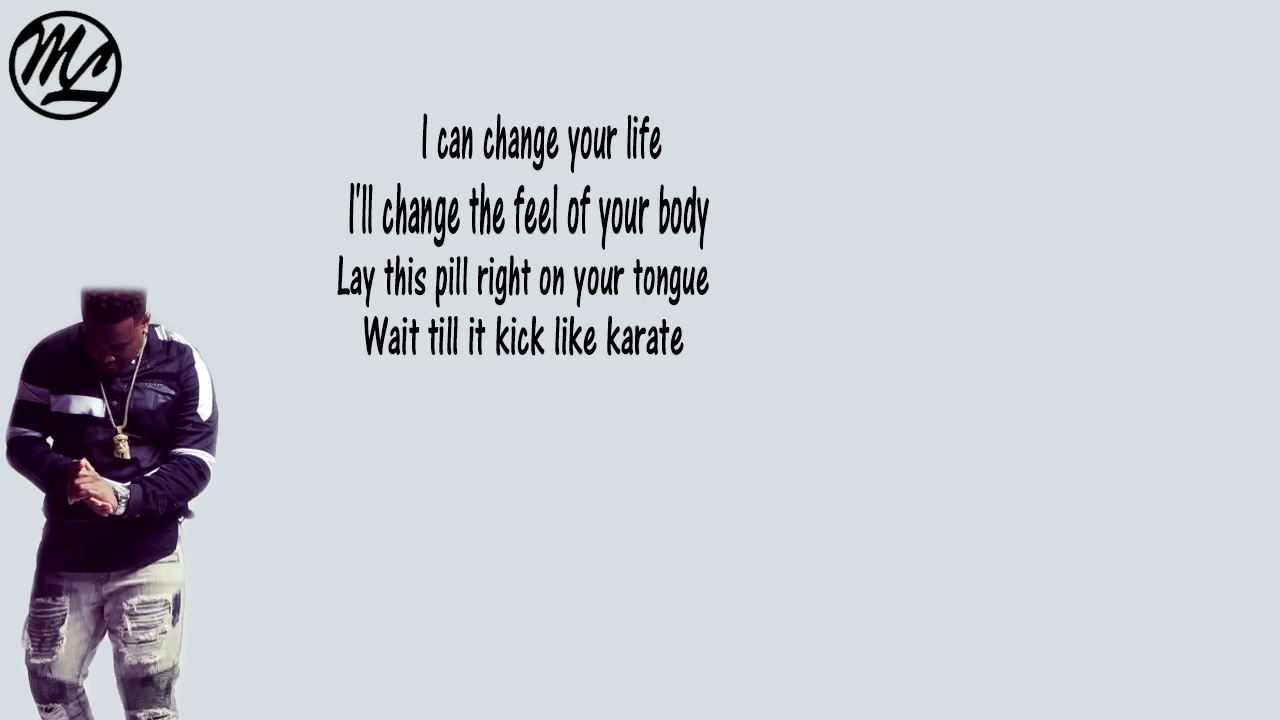 I can change your life
I'll change the feel of your body
Lay this pill right on your tongue
Wait till it kick like karate